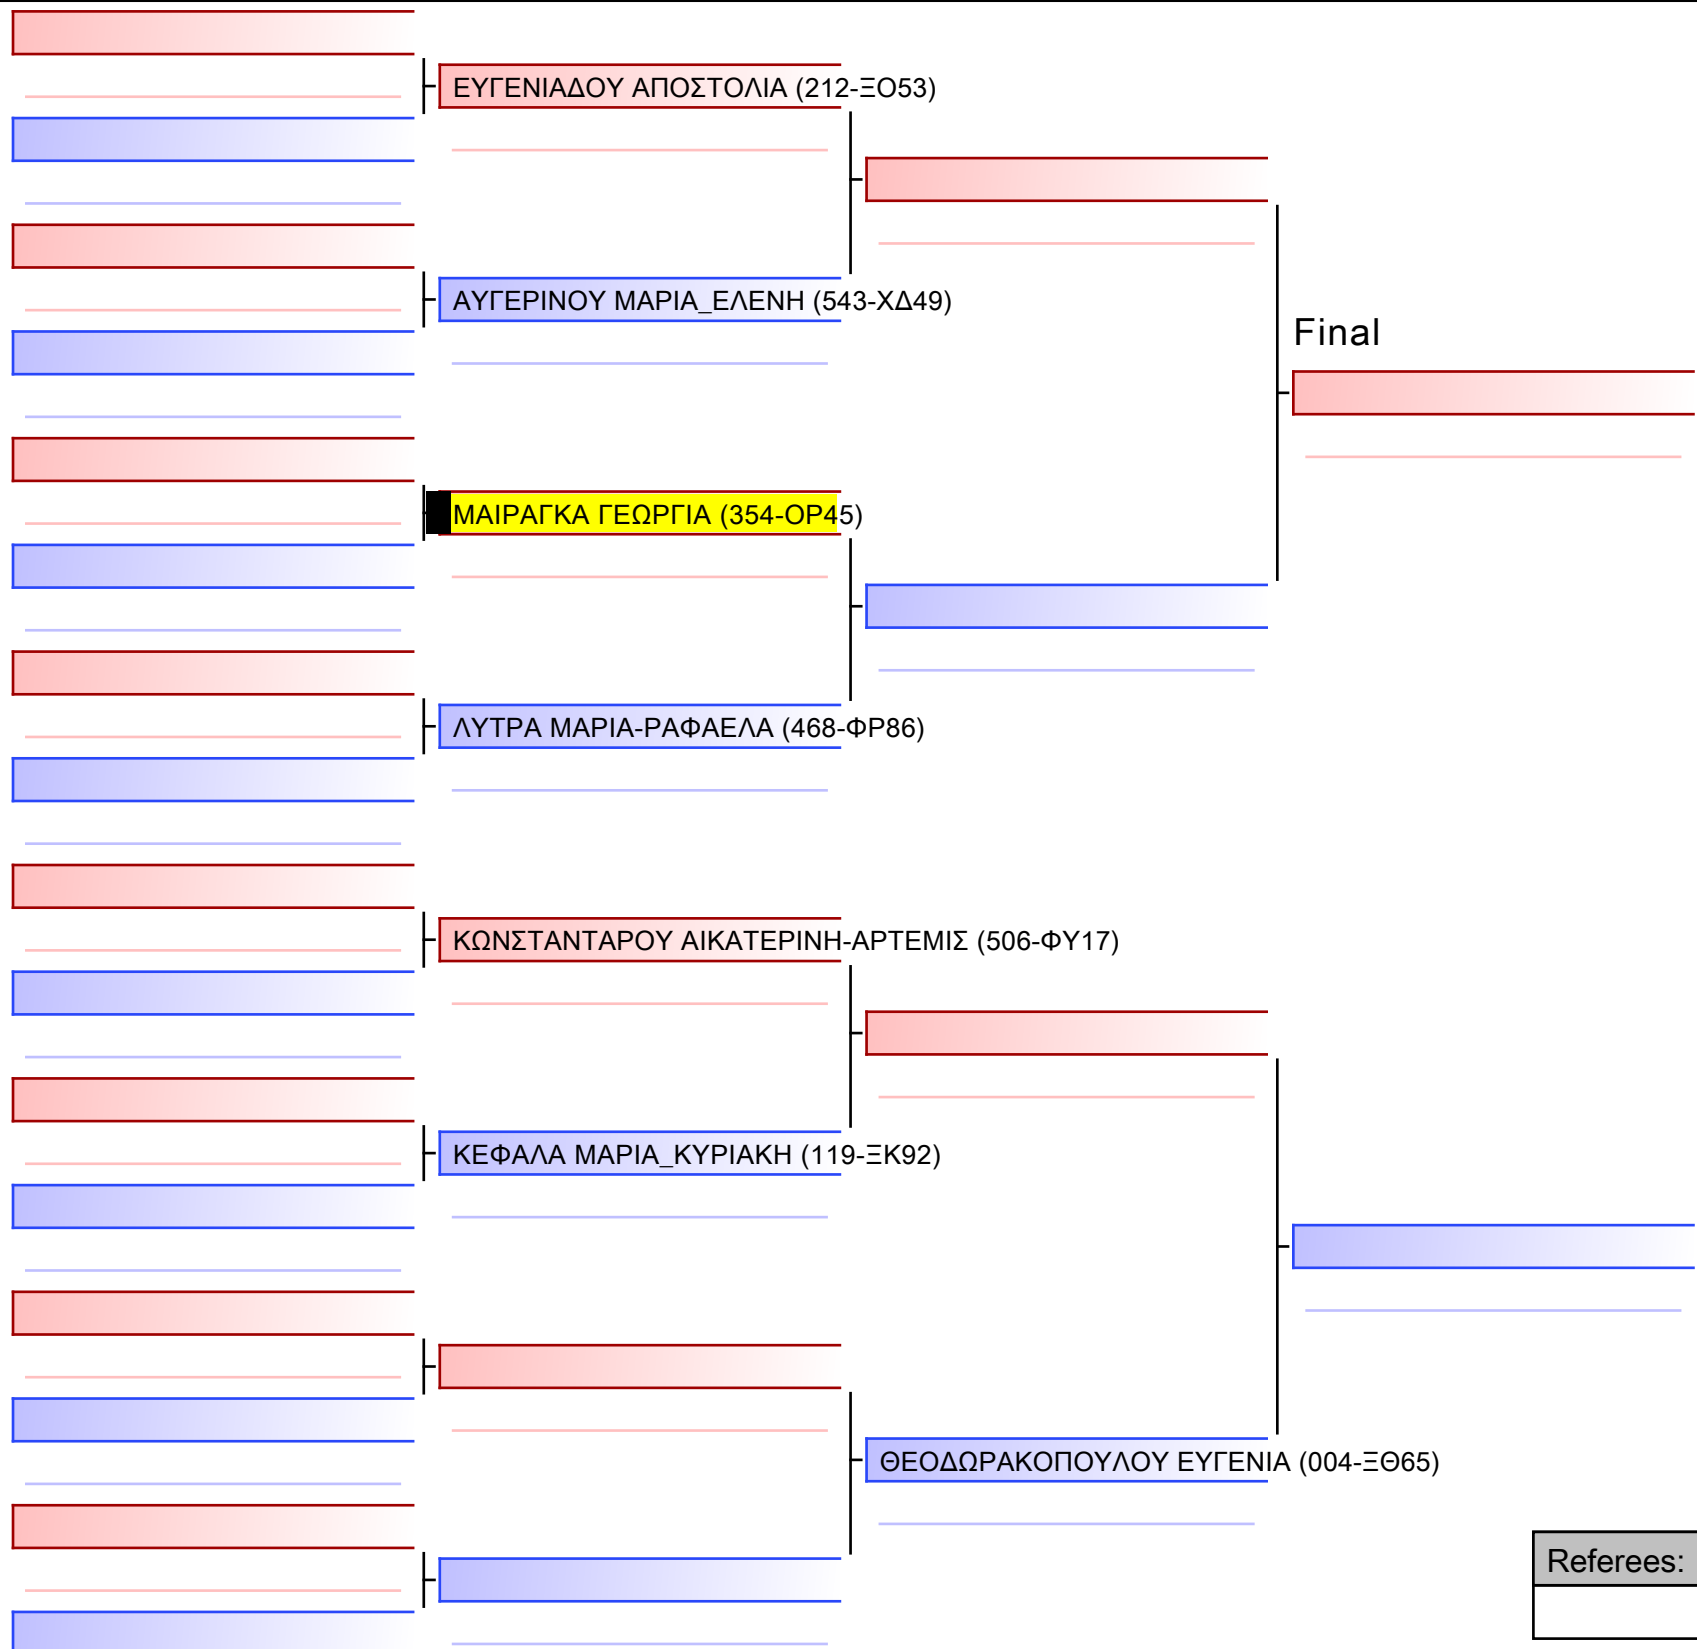 ΕΥΓΕΝΙΑΔΟΥ ΑΠΟΣΤΟΛΙΑ (212-ΞΟ53)
ΑΥΓΕΡΙΝΟΥ ΜΑΡΙΑ_ΕΛΕΝΗ (543-ΧΔ49)
Final
ΜΑΙΡΑΓΚΑ ΓΕΩΡΓΙΑ (354-ΟΡ45)
ΛΥΤΡΑ ΜΑΡΙΑ-ΡΑΦΑΕΛΑ (468-ΦΡ86)
ΚΩΝΣΤΑΝΤΑΡΟΥ ΑΙΚΑΤΕΡΙΝΗ-ΑΡΤΕΜΙΣ (506-ΦΥ17)
ΚΕΦΑΛΑ ΜΑΡΙΑ_ΚΥΡΙΑΚΗ (119-ΞΚ92)
ΘΕΟΔΩΡΑΚΟΠΟΥΛΟΥ ΕΥΓΕΝΙΑ (004-ΞΘ65)
Referees: